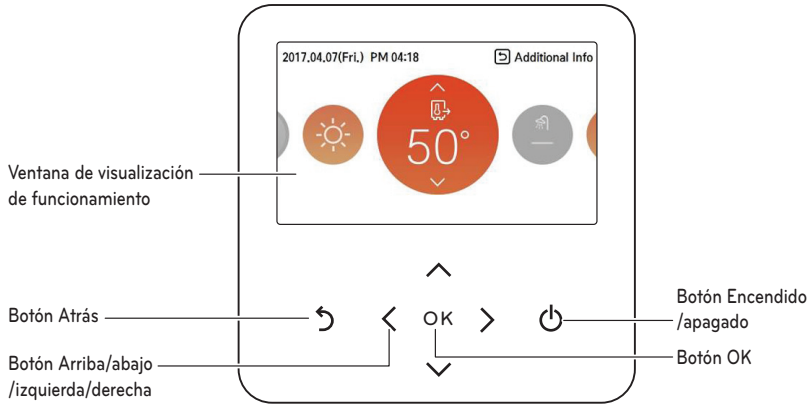 2017.04.07(Fri.) PM 04:18
Additional Info
50°
Ventana de visualización
de funcionamiento
Botón Atrás
OK
Botón Encendido
/apagado
Botón Arriba/abajo
/izquierda/derecha
Botón OK